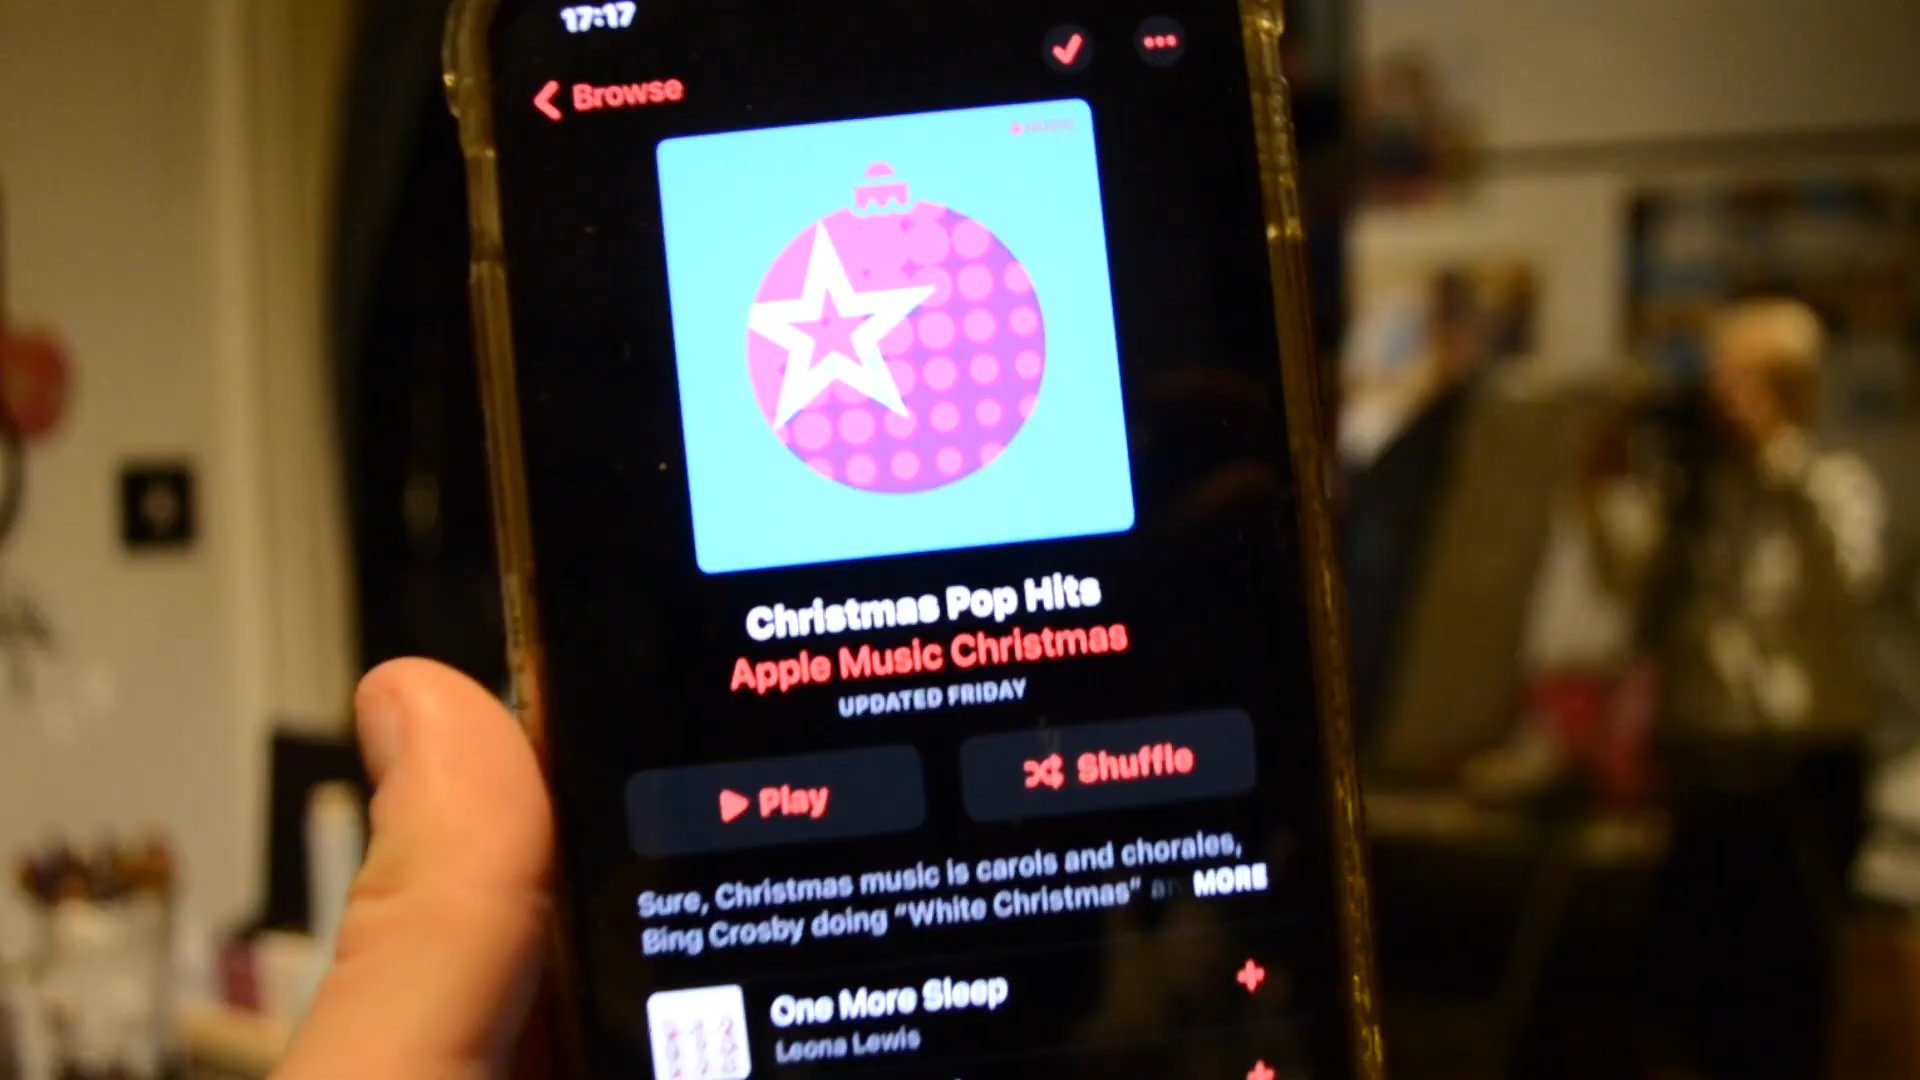 17:17
Browse
MUSIC
Christmas Pop Hits
Apple Music Christmas
UPDATED FRIDAY
Play
Shuffle
Sure, Christmas music is carols and chorales,
Bing Crosby doing “White Christmas” a MORE
One More Sleep
Leona Lewis